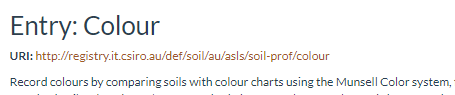 Entry: Colour
URI: http://registry.it.csiro.au/def/soil/au/asls/soil-prof/colour
Record colours by comparing soils with colour charts using the Munsell Color system,